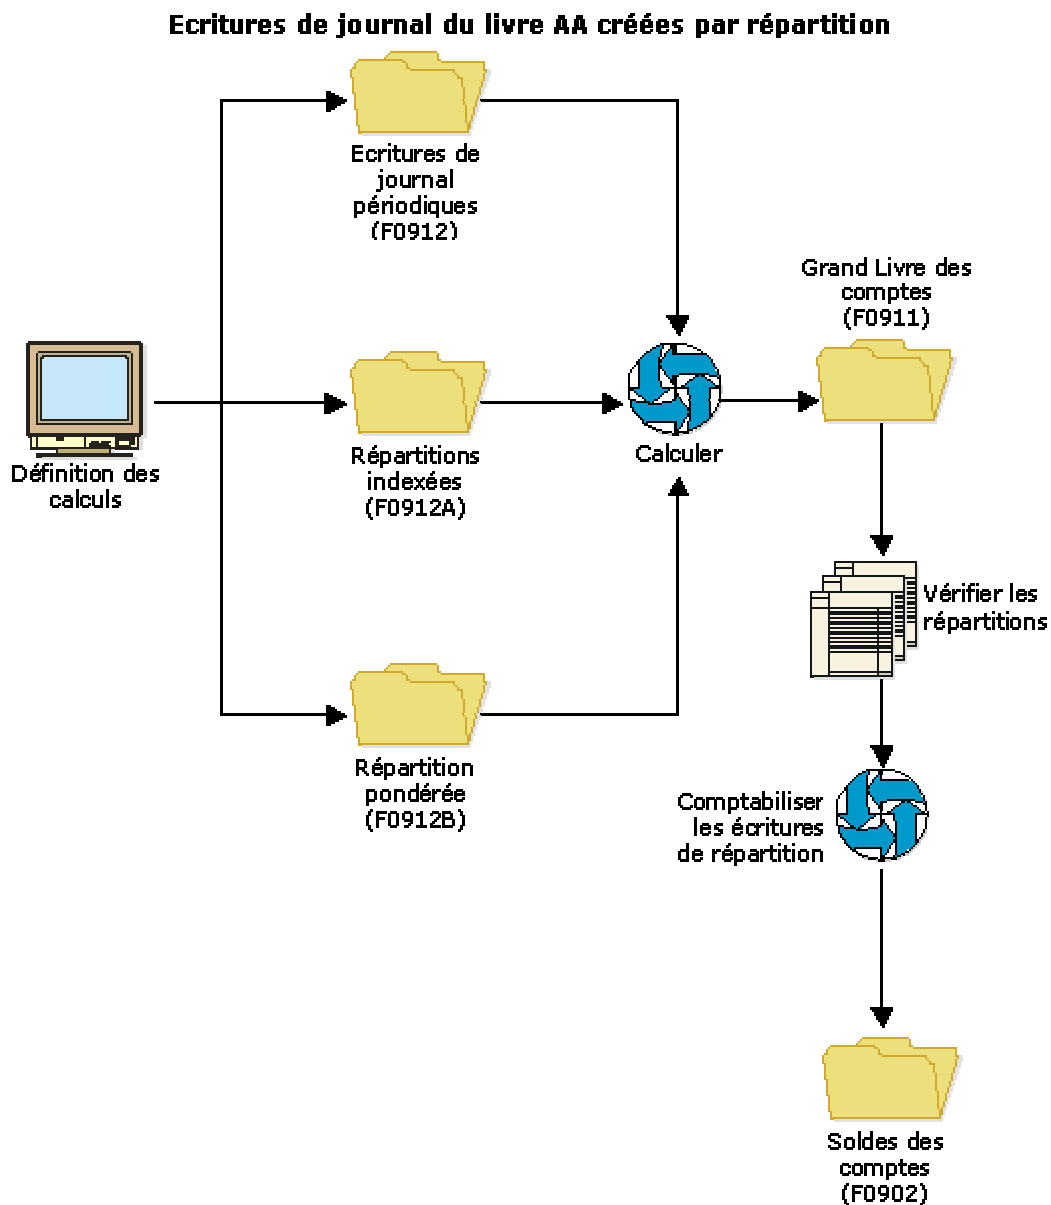 Ecritures de journal du livre AA créées par répartition
Ecritures de
journal
périodiques
(F0912)
Grand Livre des
comptes
(F0911)
Définition des
calculs
Répartitions
indexées
(F0912A)
Calculer
Vérifier les
répartitions
Répartition
pondérée
(F0912B)
Comptabiliser
les écritures
de répartition
Soldes des
comptes
(F0902)